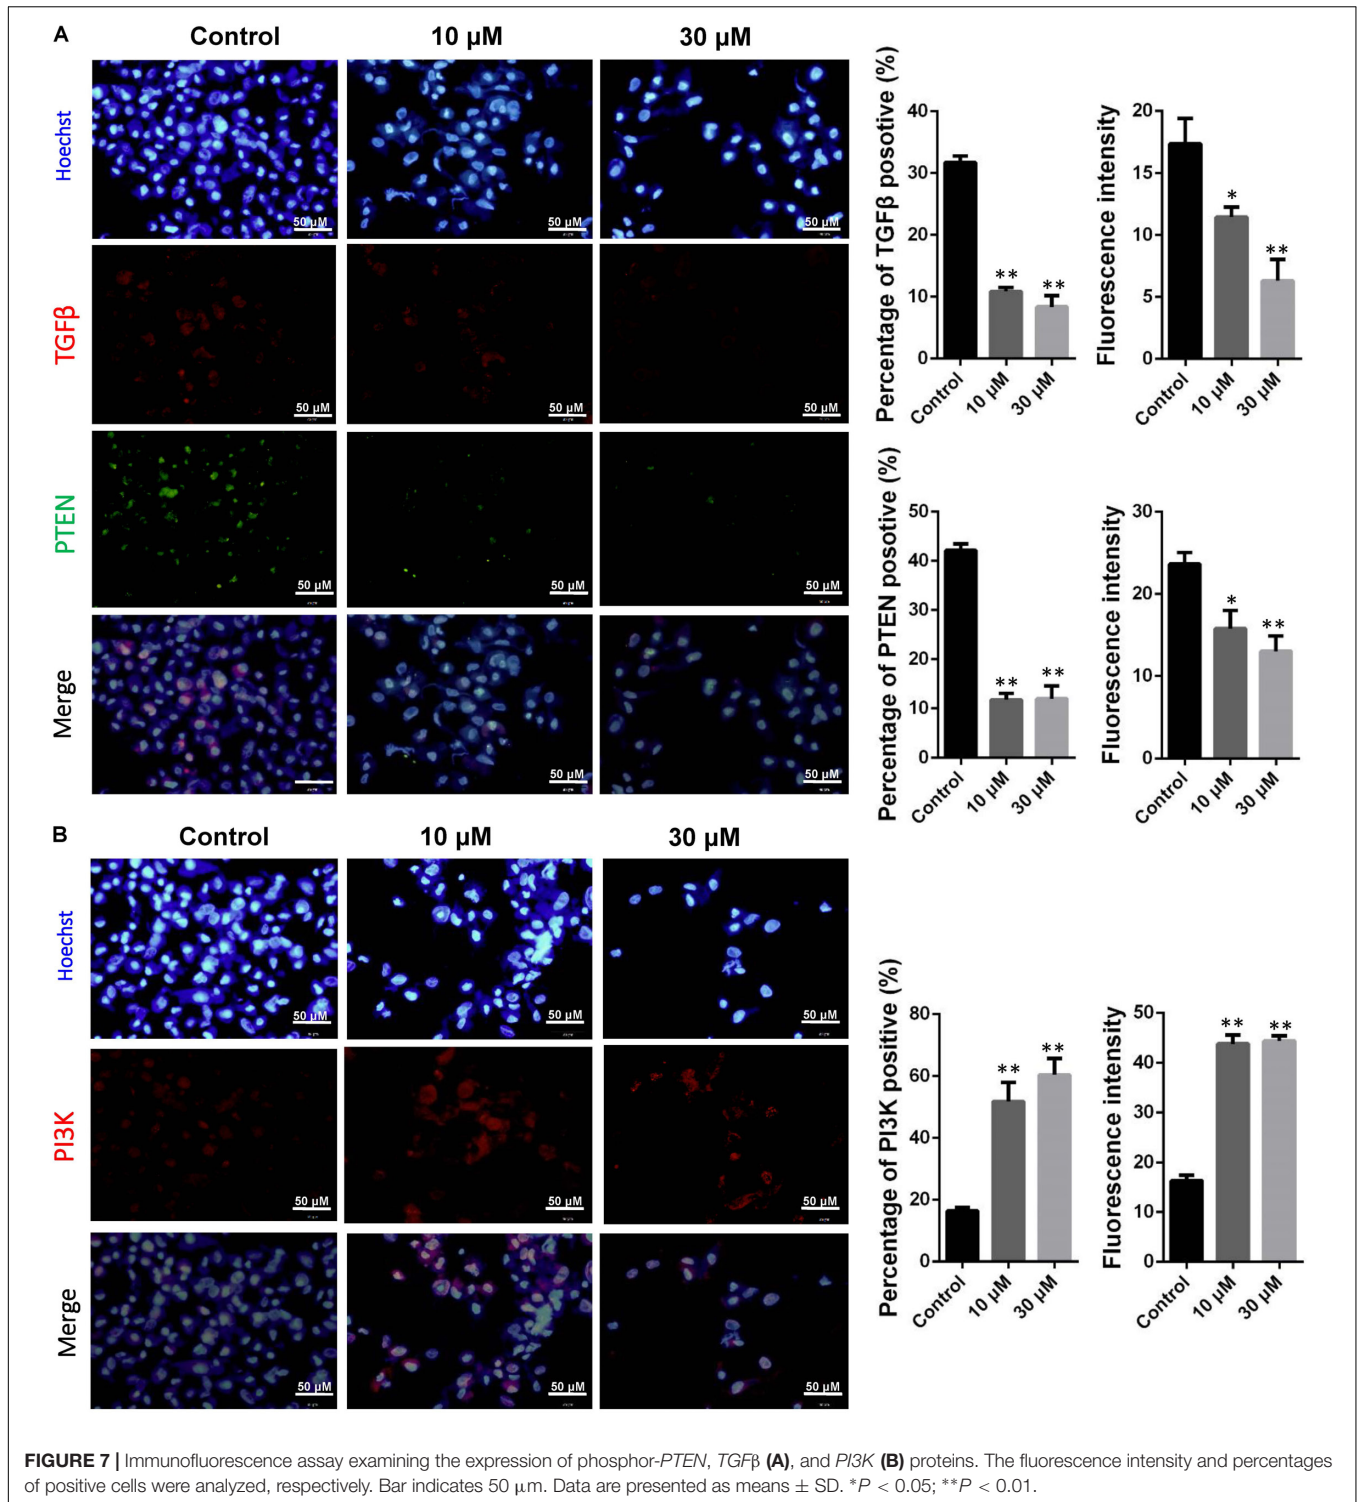 A
Control
10 µM
30 µM
Hoechst
50 µM
50 µM
50 µM
TGFβ
50 µM
50 µM
50 µM
PTEN
50 µM
50 µM
50 µM
Merge
50 µM
50 µM
Percentage of TGFβ posotive (%)
40
30
20
10
0
**
**
Control
10 µM
30 µM
Fluorescence intensity
20
15
10
5
0
*
**
Control
10 µM
30 µM
Percentage of PTEN posotive (%)
50
40
30
20
10
0
**
**
Control
10 µM
30 µM
Fluorescence intensity
30
20
10
0
*
**
Control
10 µM
30 µM
B
Control
10 µM
30 µM
Hoechst
50 µM
50 µM
50 µM
PI3K
50 µM
50 µM
50 µM
Merge
50 µM
50 µM
50 µM
Percentage of PI3K positive (%)
80
60
40
20
0
**
**
Control
10 µM
30 µM
Fluorescence intensity
50
40
30
20
10
0
**
**
Control
10 µM
30 µM
FIGURE 7 | Immunofluorescence assay examining the expression of phosphor-PTEN, TGFβ (A), and PI3K (B) proteins. The fluorescence intensity and percentages
of positive cells were analyzed, respectively. Bar indicates 50 µm. Data are presented as means ± SD. *P < 0.05; **P < 0.01.